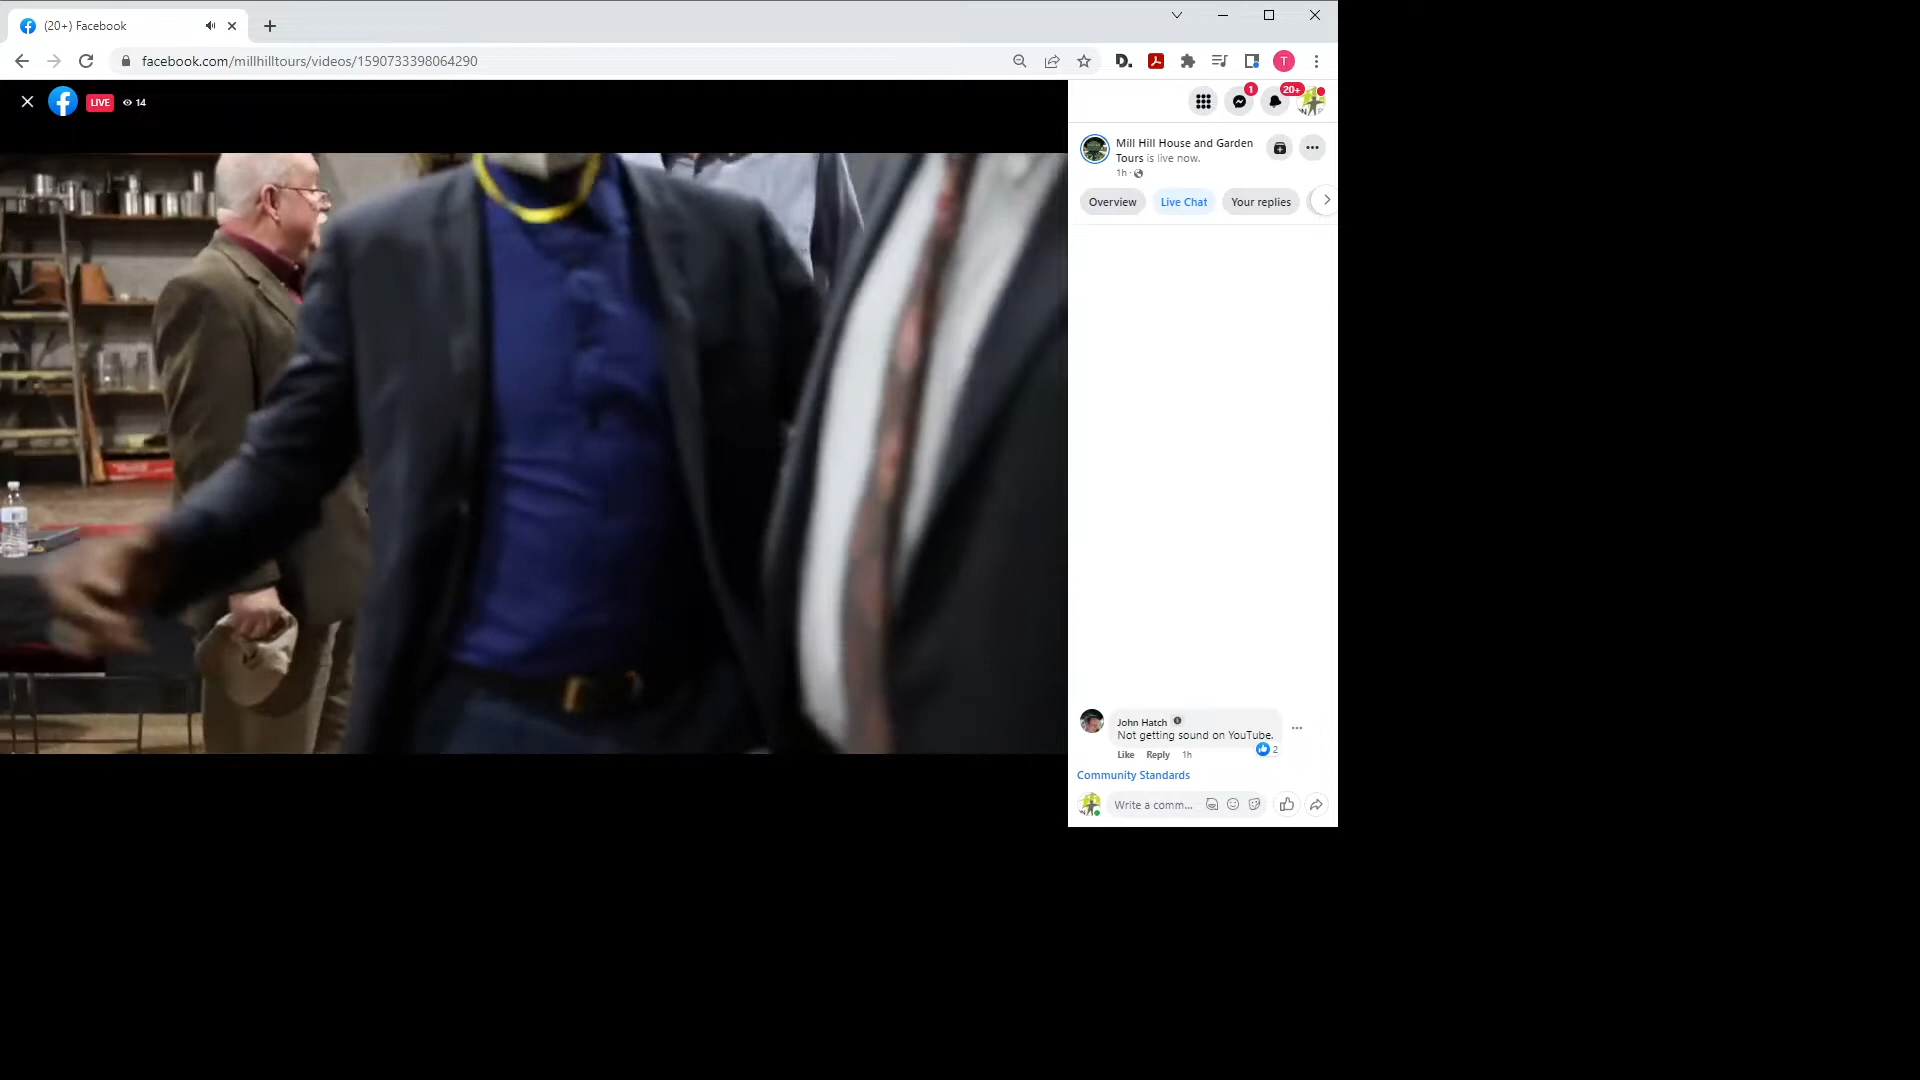 (20+) Facebook
facebook.com/millhilltours/videos/1590733398064290
T
LIVE
14
1
20+
Mill Hill House and Garden
Tours is live now.
1h ·
Overview
Live Chat
Your replies
John Hatch
Not getting sound on YouTube.
2
Like Reply 1h
Community Standards
Write a comm...